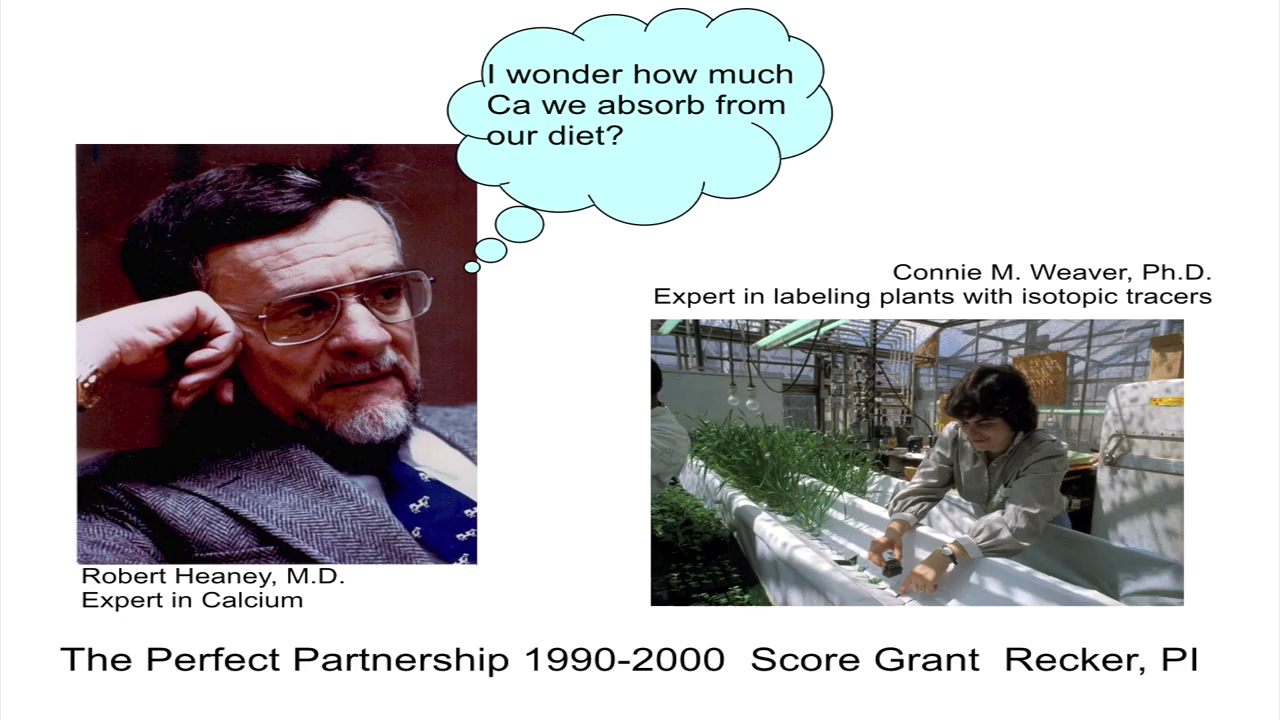 I wonder how much
Ca we absorb from
our diet?
Connie M. Weaver, Ph.D.
Expert in labeling plants with isotopic tracers
Robert Heaney, M.D.
Expert in Calcium
The Perfect Partnership 1990-2000 Score Grant Recker, PI